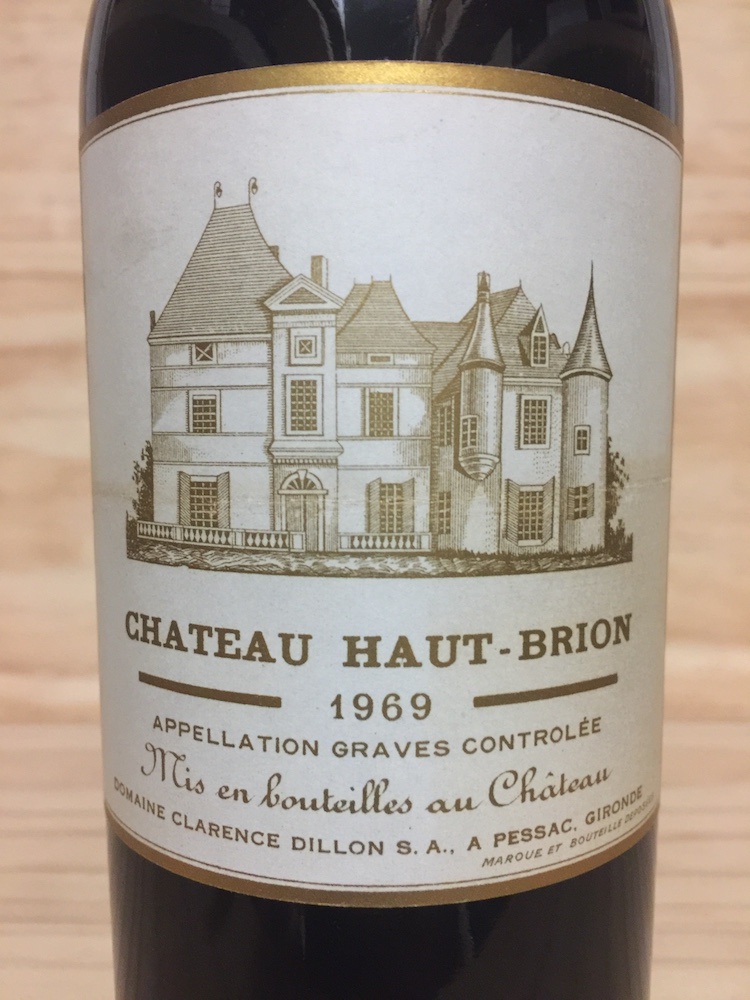 CHATEAU HAUT-BRION
1969
APPELLATION GRAVES CONTROLÉE
Mis en bouteilles au Château
DOMAINE CLARENCE DILLON S. A., A PESSAC, GIRONDE
MARQUE ET BOUTEILLE DEPOSÉES